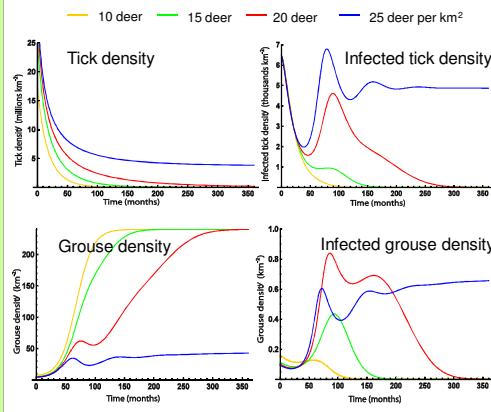 10 deer 15 deer 20 deer 25 deer per km²
Tick density
Tick density (millions km⁻²)
25
20
15
10
5
0 50 100 150 200 250 300 350
Time (months)
Infected tick density
Infected tick density (thousands km⁻²)
7
6
5
4
3
2
1
0 50 100 150 200 250 300 350
Time (months)
Grouse density
Grouse density (km⁻²)
200
150
100
50
0 50 100 150 200 250 300 350
Time (months)
Infected grouse density
Grouse density (km⁻²)
1.0
0.8
0.6
0.4
0.2
0 50 100 150 200 250 300 350
Time (months)